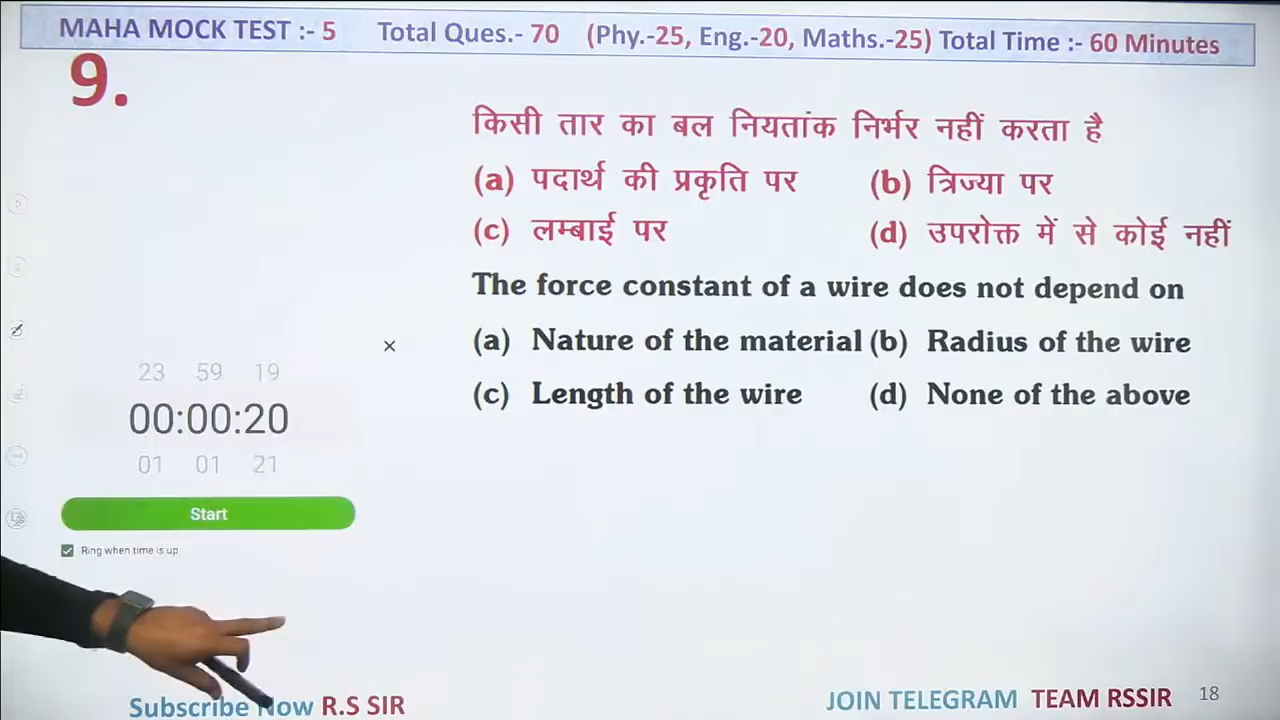 MAHA MOCK TEST :- 5 Total Ques.- 70 (Phy.-25, Eng.-20, Maths.-25) Total Time :- 60 Minutes
9.
किसी तार का बल नियतांक निर्भर नहीं करता है
(a) पदार्थ की प्रकृति पर (b) त्रिज्या पर
(c) लम्बाई पर (d) उपरोक्त में से कोई नहीं
The force constant of a wire does not depend on
(a) Nature of the material (b) Radius of the wire
(c) Length of the wire (d) None of the above
×
23 59 19
00:00:20
01 01 21
Start
Ring when time is up
Subscribe Now R.S SIR
JOIN TELEGRAM TEAM RSSIR 18